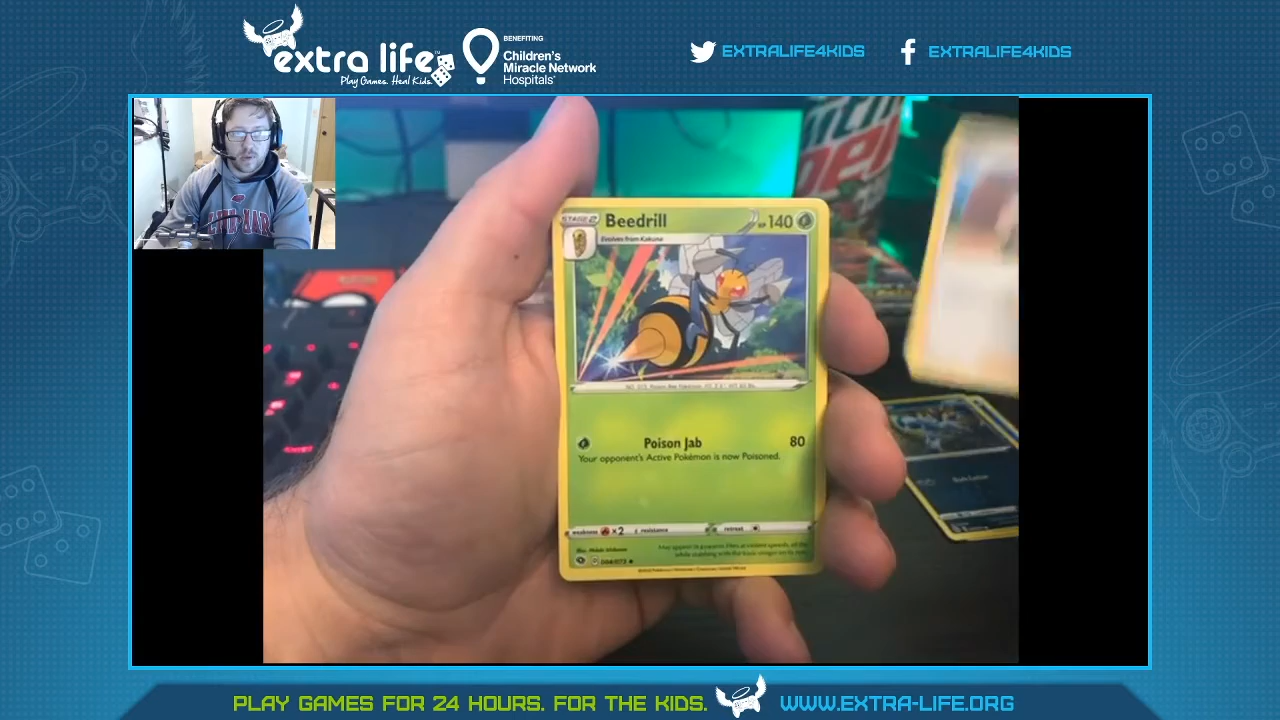 extra life
Play Games. Heal Kids.
BENEFITING
Children's
Miracle Network
Hospitals
EXTRALIFE4KIDS
EXTRALIFE4KIDS
STAGE 2
Beedrill
HP 140
Evolves from Kakuna
Poison Jab 80
Your opponent's Active Pokémon is now Poisoned.
weakness ×2 resistance retreat
PLAY GAMES FOR 24 HOURS. FOR THE KIDS.
WWW.EXTRA-LIFE.ORG